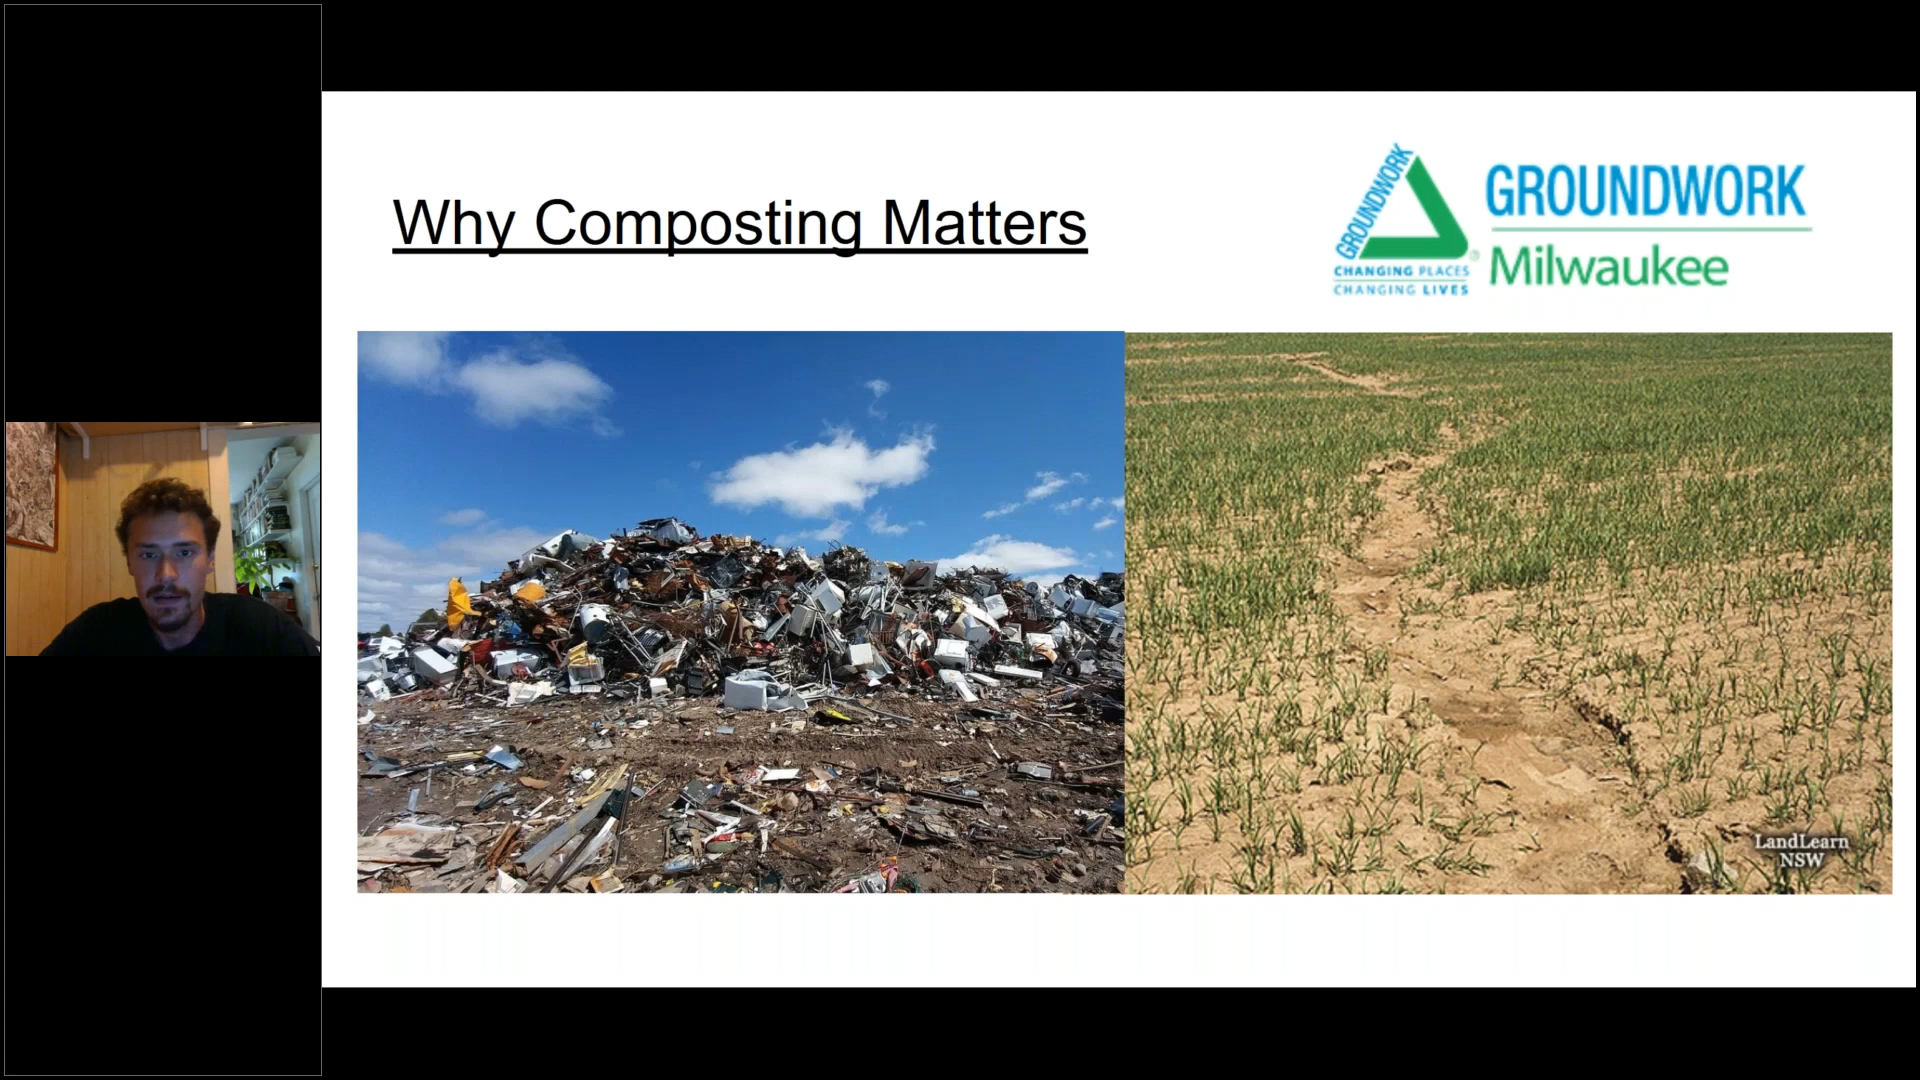 Why Composting Matters
GROUNDWORK
CHANGING PLACES
CHANGING LIVES
GROUNDWORK
Milwaukee
LandLearn
NSW